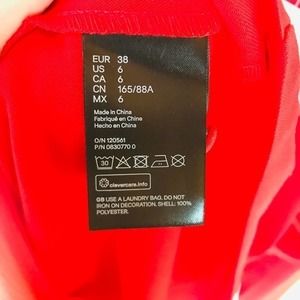 EUR 38
US 6
CA 6
CN 165/88A
MX 6
Made in China
Fabriqué en Chine
Hecho en China
O/N 120561
P/N 0830770 0
30
clevercare.info
GB USE A LAUNDRY BAG. DO NOT
IRON ON DECORATION. SHELL: 100%
POLYESTER.